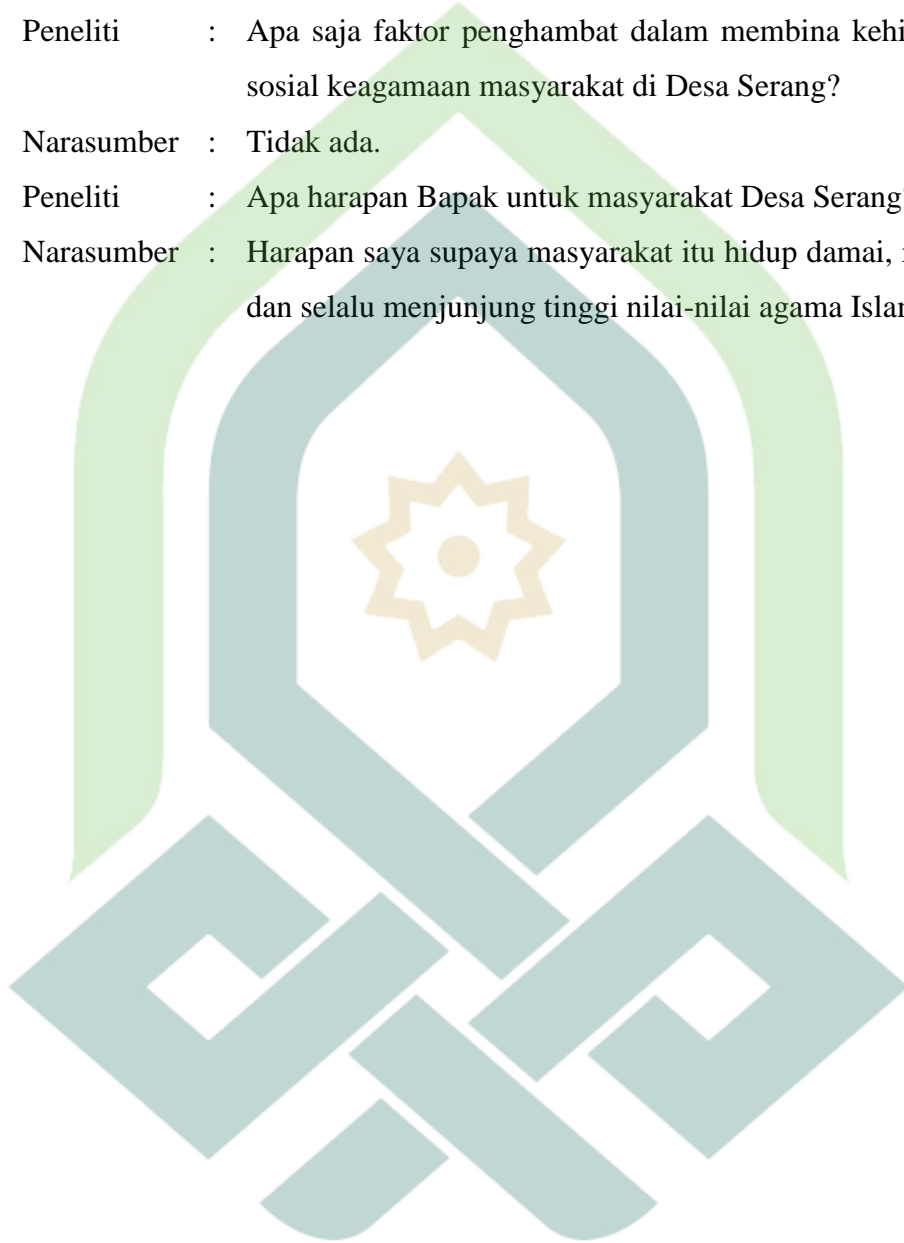 Peneliti : Apa saja faktor penghambat dalam membina kehi
sosial keagamaan masyarakat di Desa Serang?
Narasumber : Tidak ada.
Peneliti : Apa harapan Bapak untuk masyarakat Desa Serang
Narasumber : Harapan saya supaya masyarakat itu hidup damai,
dan selalu menjunjung tinggi nilai-nilai agama Isla